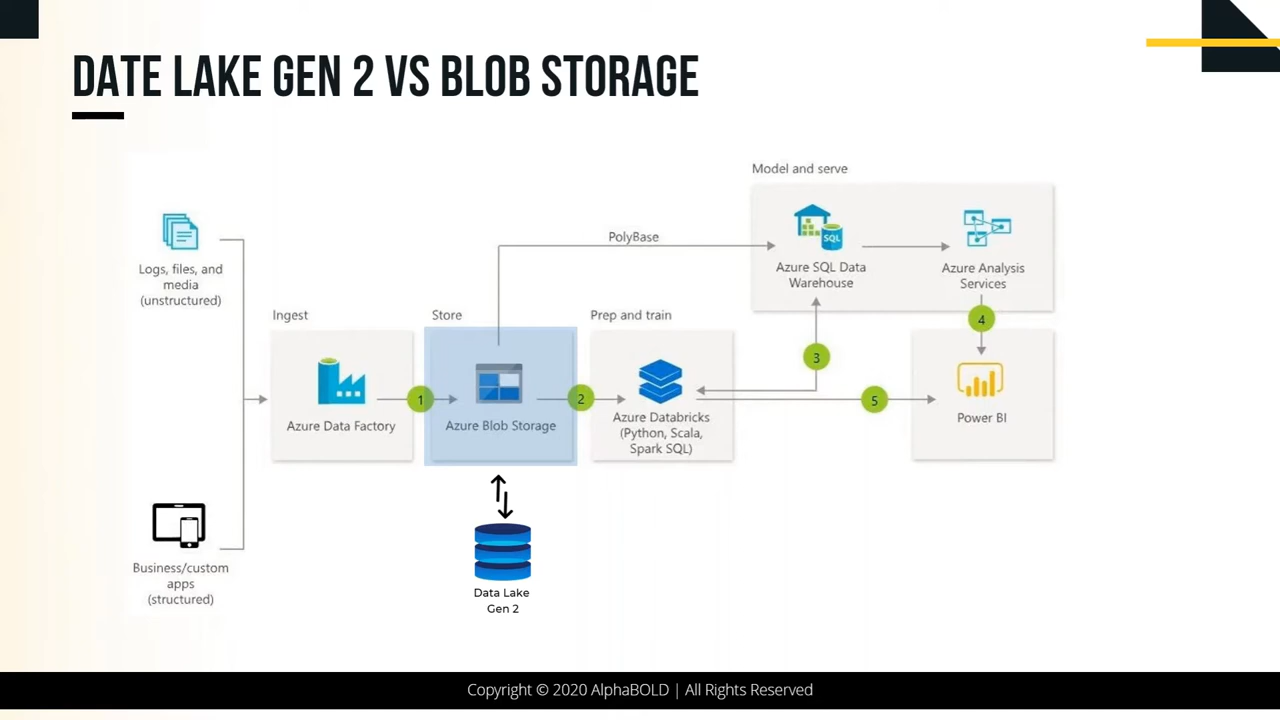 DATE LAKE GEN 2 VS BLOB STORAGE
Model and serve
PolyBase
SQL
Azure SQL Data
Warehouse
Azure Analysis
Services
Logs, files, and
media
(unstructured)
Ingest
Store
Prep and train
4
3
Azure Data Factory
1
Azure Blob Storage
2
Azure Databricks
(Python, Scala,
Spark SQL)
5
Power BI
Business/custom
apps
(structured)
Data Lake
Gen 2
Copyright © 2020 AlphaBOLD | All Rights Reserved